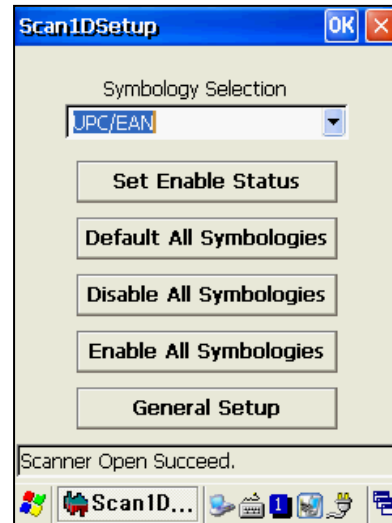 Scan1DSetup OK
Symbology Selection
UPC/EAN
Set Enable Status
Default All Symbologies
Disable All Symbologies
Enable All Symbologies
General Setup
Scanner Open Succeed.
Scan1D... 1